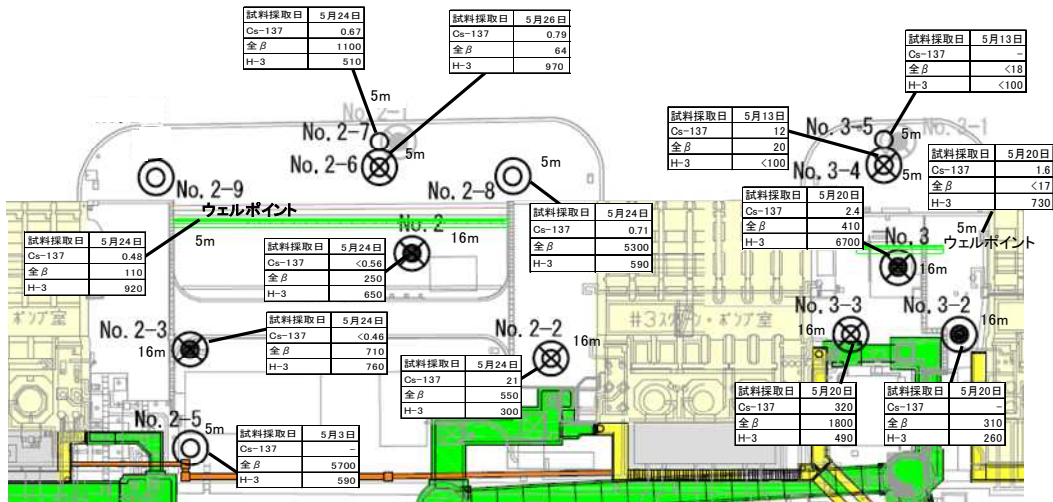 試料採取日 5月24日
Cs-137 0.67
全β 1100
H-3 510
試料採取日 5月26日
Cs-137 0.79
全β 64
H-3 970
試料採取日 5月13日
Cs-137 -
全β <18
H-3 <100
5m
No. 2-1
No. 2-7
5m
No. 2-6
試料採取日 5月13日
Cs-137 12
全β 20
H-3 <100
No. 3-5
5m
No. 3-1
No. 3-4
5m
試料採取日 5月20日
Cs-137 1.6
全β <17
H-3 730
No. 2-9
5m
No. 2-8
ウェルポイント
5m
試料採取日 5月24日
Cs-137 0.48
全β 110
H-3 920
No. 2
16m
試料採取日 5月24日
Cs-137 <0.56
全β 250
H-3 650
試料採取日 5月24日
Cs-137 0.71
全β 5300
H-3 590
試料採取日 5月20日
Cs-137 2.4
全β 410
H-3 6700
No. 3
16m
5m
ウェルポイント
ポンプ室
No. 2-3
16m
試料採取日 5月24日
Cs-137 <0.46
全β 710
H-3 760
No. 2-2
16m
試料採取日 5月24日
Cs-137 21
全β 550
H-3 300
#3スクリーン・ポンプ室
No. 3-3
16m
No. 3-2
16m
試料採取日 5月20日
Cs-137 320
全β 1800
H-3 490
試料採取日 5月20日
Cs-137 -
全β 310
H-3 260
No. 2-5
5m
試料採取日 5月3日
Cs-137 -
全β 5700
H-3 590